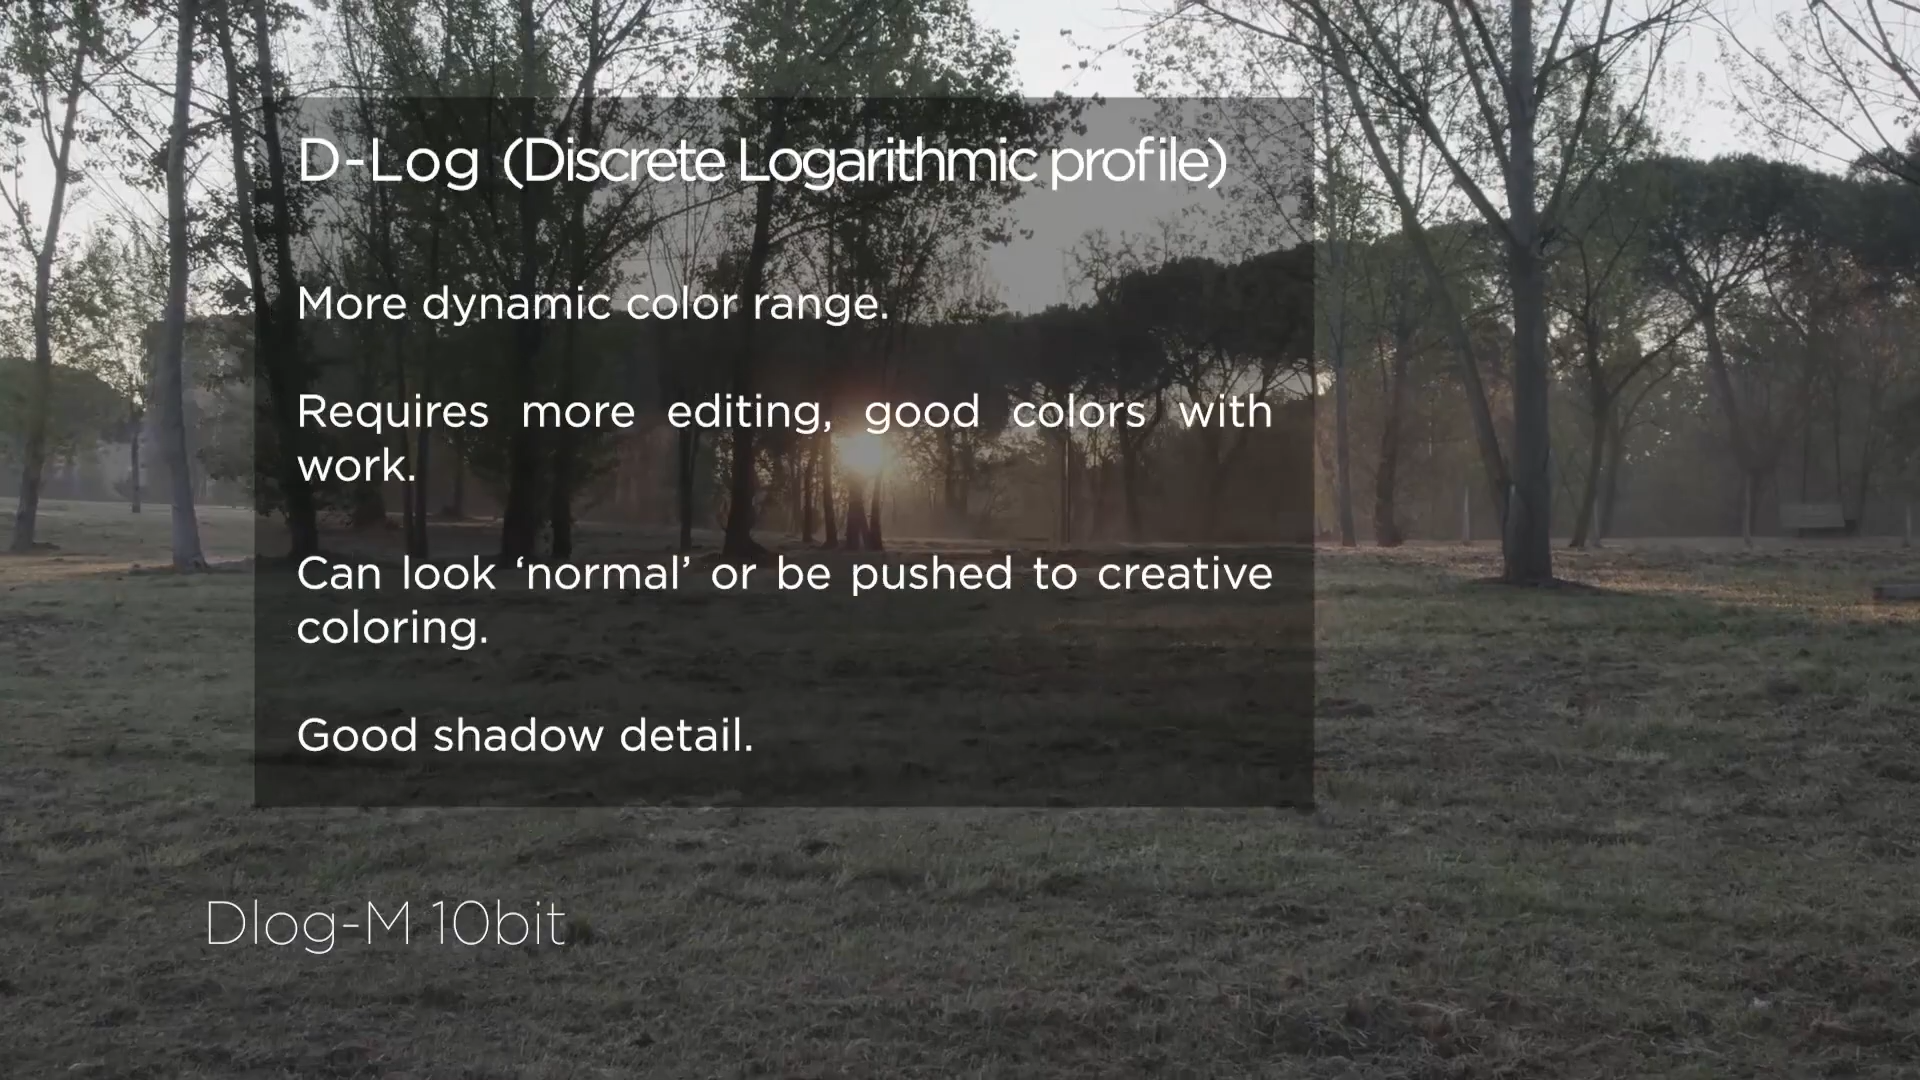 D-Log (Discrete Logarithmic profile)
More dynamic color range.
Requires more editing, good colors with
work.
Can look ‘normal’ or be pushed to creative
coloring.
Good shadow detail.
Dlog-M 10bit